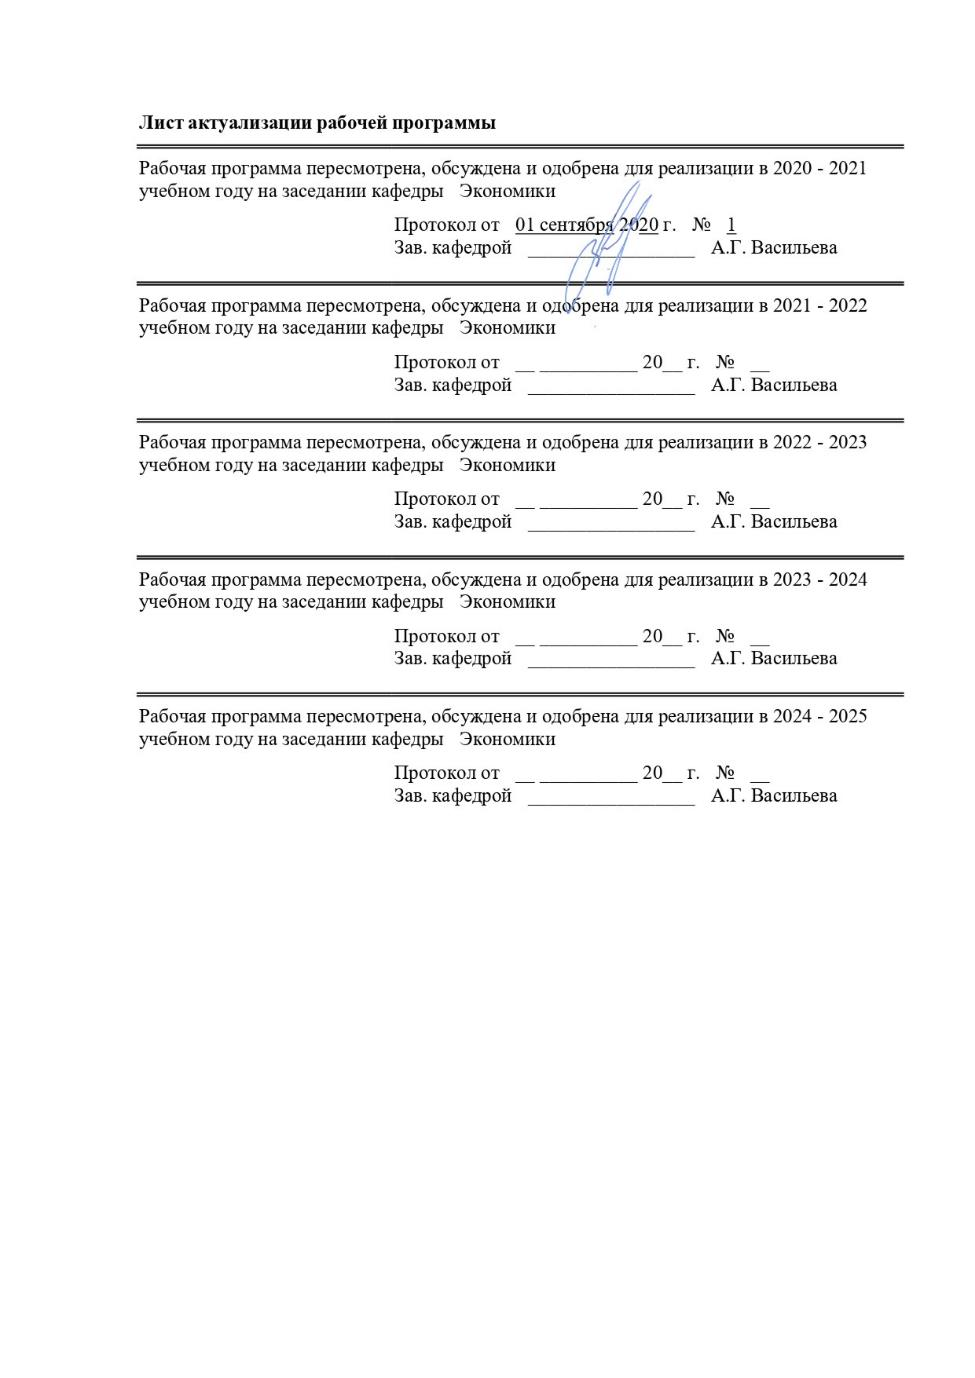 Лист актуализации рабочей программы
Рабочая программа пересмотрена, обсуждена и одобрена для реализации в 2020 - 2021
учебном году на заседании кафедры Экономики
Протокол от 01 сентября 2020 г. № 1
Зав. кафедрой _________________ А.Г. Васильева
Рабочая программа пересмотрена, обсуждена и одобрена для реализации в 2021 - 2022
учебном году на заседании кафедры Экономики
Протокол от __ __________ 20__ г. № __
Зав. кафедрой _________________ А.Г. Васильева
Рабочая программа пересмотрена, обсуждена и одобрена для реализации в 2022 - 2023
учебном году на заседании кафедры Экономики
Протокол от __ __________ 20__ г. № __
Зав. кафедрой _________________ А.Г. Васильева
Рабочая программа пересмотрена, обсуждена и одобрена для реализации в 2023 - 2024
учебном году на заседании кафедры Экономики
Протокол от __ __________ 20__ г. № __
Зав. кафедрой _________________ А.Г. Васильева
Рабочая программа пересмотрена, обсуждена и одобрена для реализации в 2024 - 2025
учебном году на заседании кафедры Экономики
Протокол от __ __________ 20__ г. № __
Зав. кафедрой _________________ А.Г. Васильева